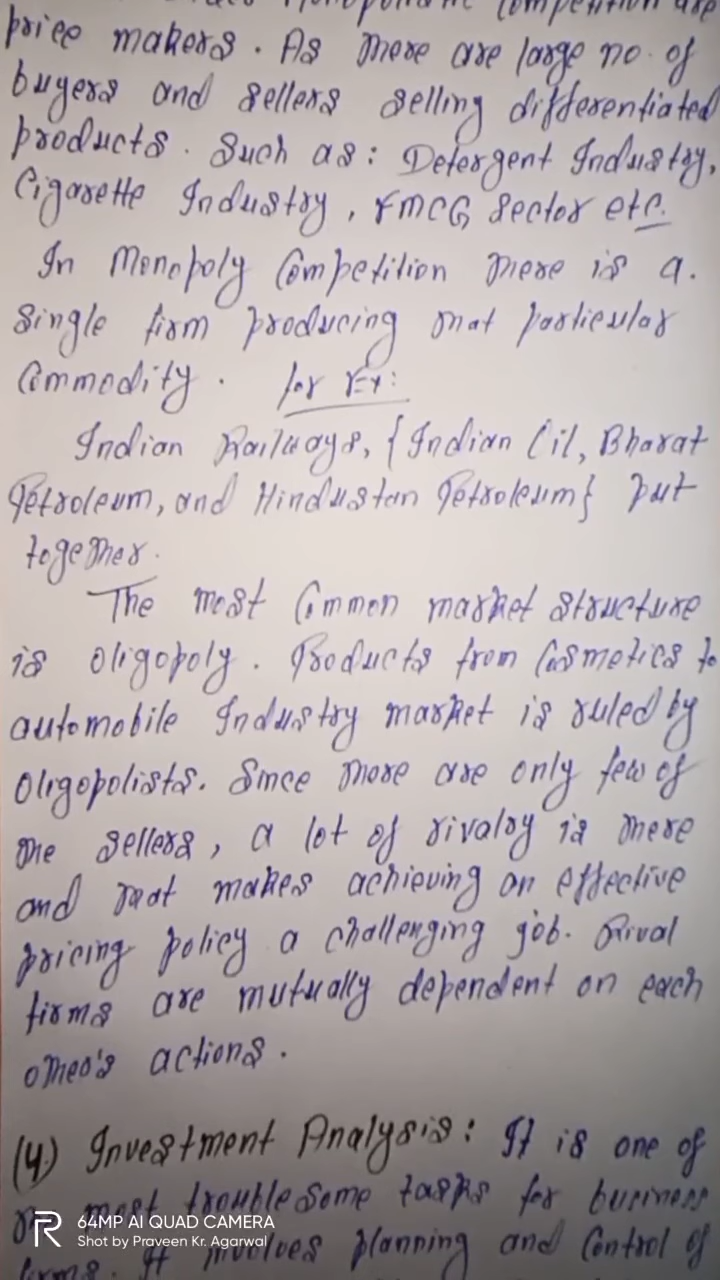 Monopolistic Competition are
price makers. As there are large no. of
buyers and sellers selling differentiated
products. Such as: Detergent Industry,
Cigarette Industry, FMCG Sector etc.
In Monopoly Competition there is a.
single firm producing that particular
Commodity. for Ex:
Indian Railways, {Indian Oil, Bharat
Petroleum, and Hindustan Petroleum} put
together.
The most Common market structure
is Oligopoly. Products from Cosmetics to
automobile Industry market is ruled by
Oligopolists. Since there are only few of
the sellers, a lot of rivalry is there
and that makes achieving an effective
pricing policy a challenging job. Rival
firms are mutually dependent on each
other's actions.
(4) Investment Analysis: It is one of
most troublesome tasks for business
firms. It involves planning and Control of
64MP AI QUAD CAMERA
Shot by Praveen Kr. Agarwal